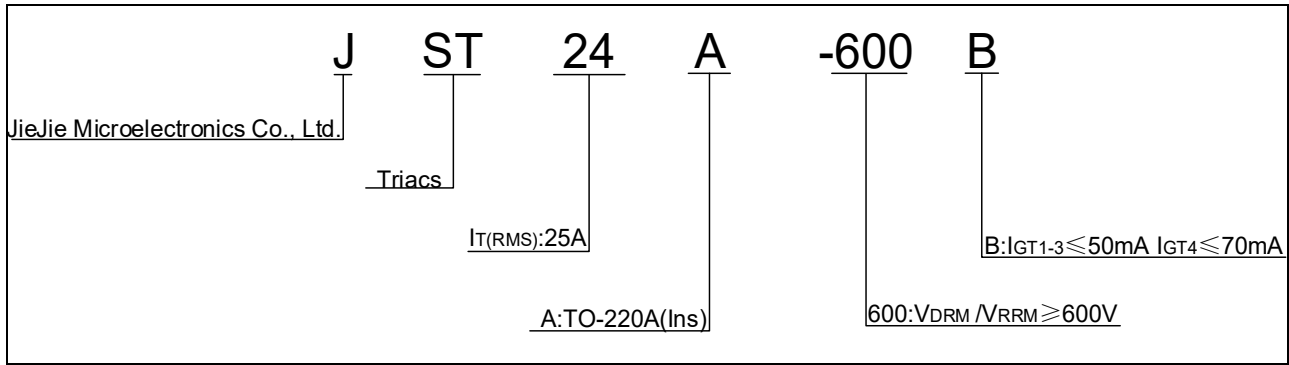 J ST 24 A -600 B
JieJie Microelectronics Co., Ltd.
Triacs
IT(RMS):25A
B:IGT1-3≤50mA IGT4≤70mA
A:TO-220A(Ins)
600:VDRM /VRRM≥600V